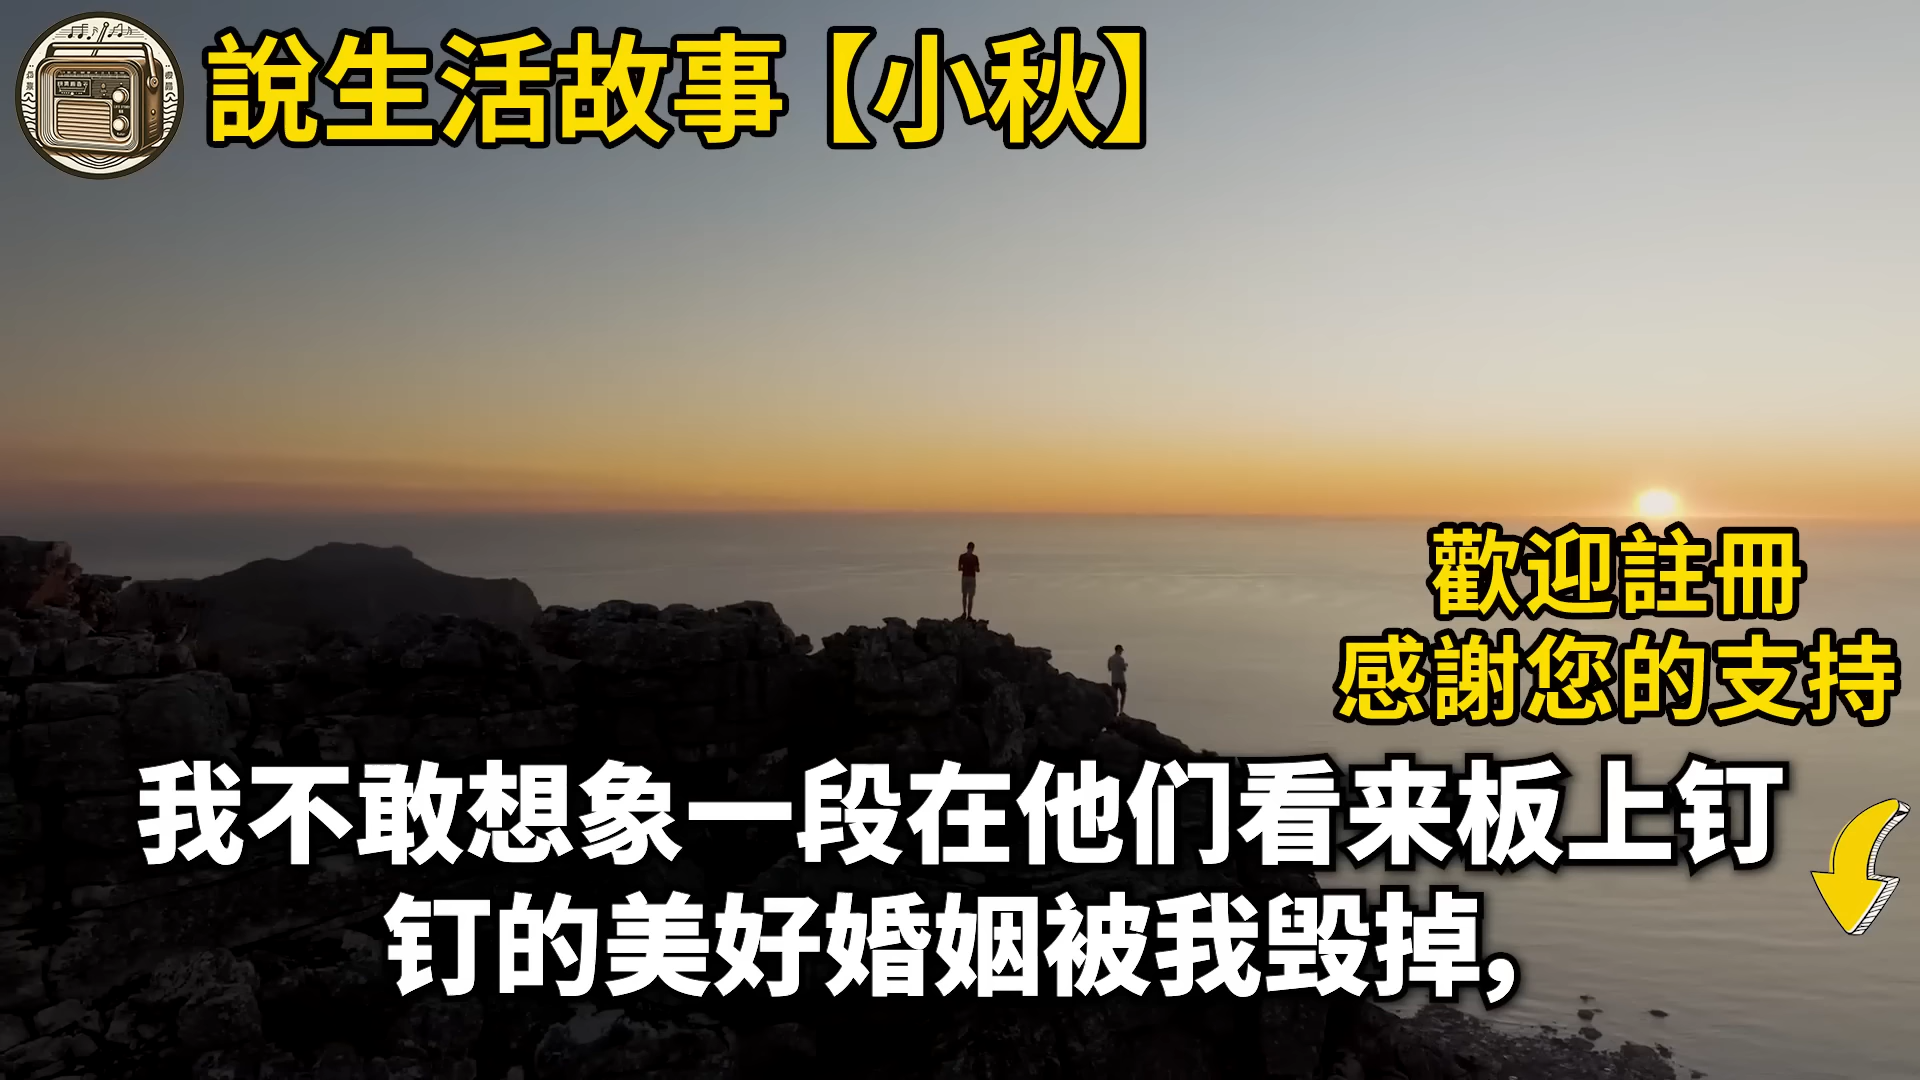 說生活故事【小秋】
歡迎註冊
感謝您的支持
我不敢想象一段在他们看来板上钉
钉的美好婚姻被我毁掉,